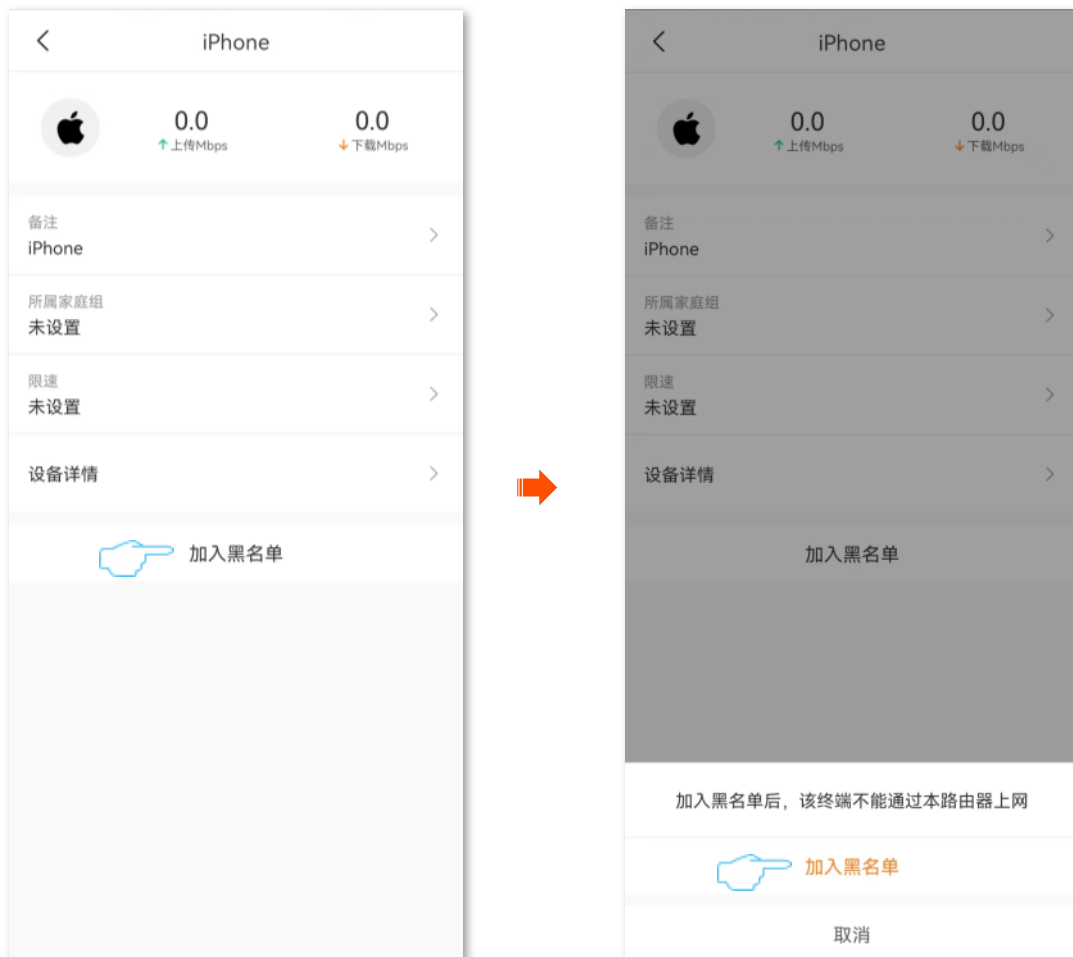 iPhone
0.0
上传Mbps
0.0
下载Mbps
备注
iPhone
所属家庭组
未设置
限速
未设置
设备详情
加入黑名单
iPhone
0.0
上传Mbps
0.0
下载Mbps
备注
iPhone
所属家庭组
未设置
限速
未设置
设备详情
加入黑名单
加入黑名单后，该终端不能通过本路由器上网
加入黑名单
取消